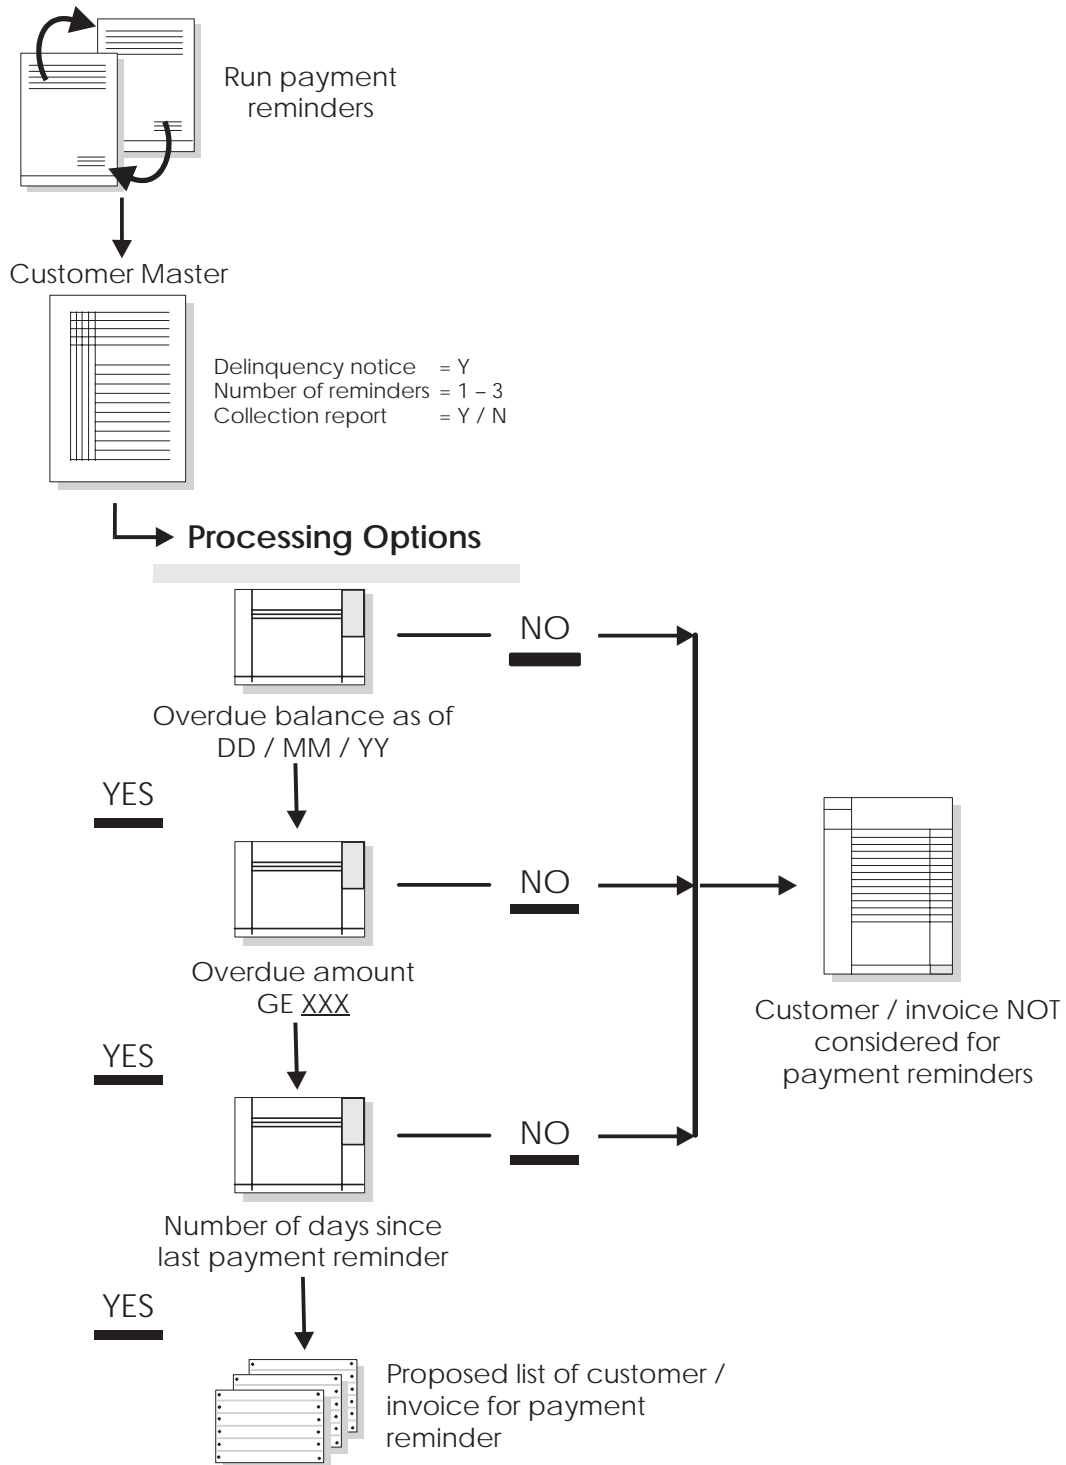 Run payment
reminders
Customer Master
Delinquency notice = Y
Number of reminders = 1 – 3
Collection report = Y / N
Processing Options
NO
Overdue balance as of
DD / MM / YY
YES
NO
Overdue amount
GE XXX
Customer / invoice NOT
considered for
payment reminders
YES
NO
Number of days since
last payment reminder
YES
Proposed list of customer /
invoice for payment
reminder